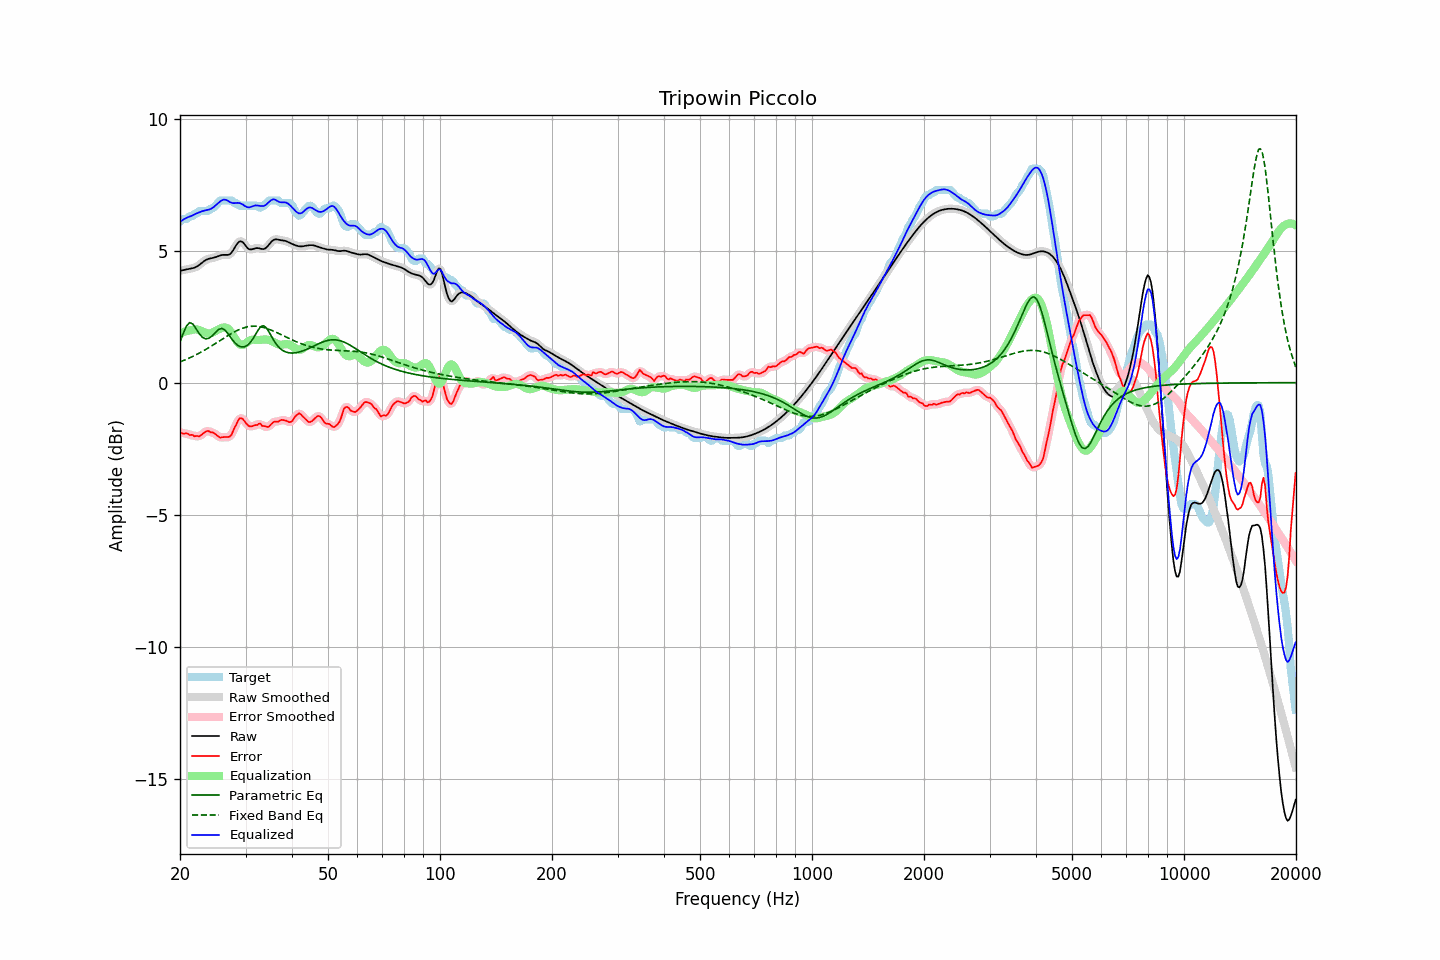 Tripowin Piccolo
10
5
0
−5
−10
−15
Amplitude (dBr)
Target
Raw Smoothed
Error Smoothed
Raw
Error
Equalization
Parametric Eq
Fixed Band Eq
Equalized
20 50 100 200 500 1000 2000 5000 10000 20000
Frequency (Hz)